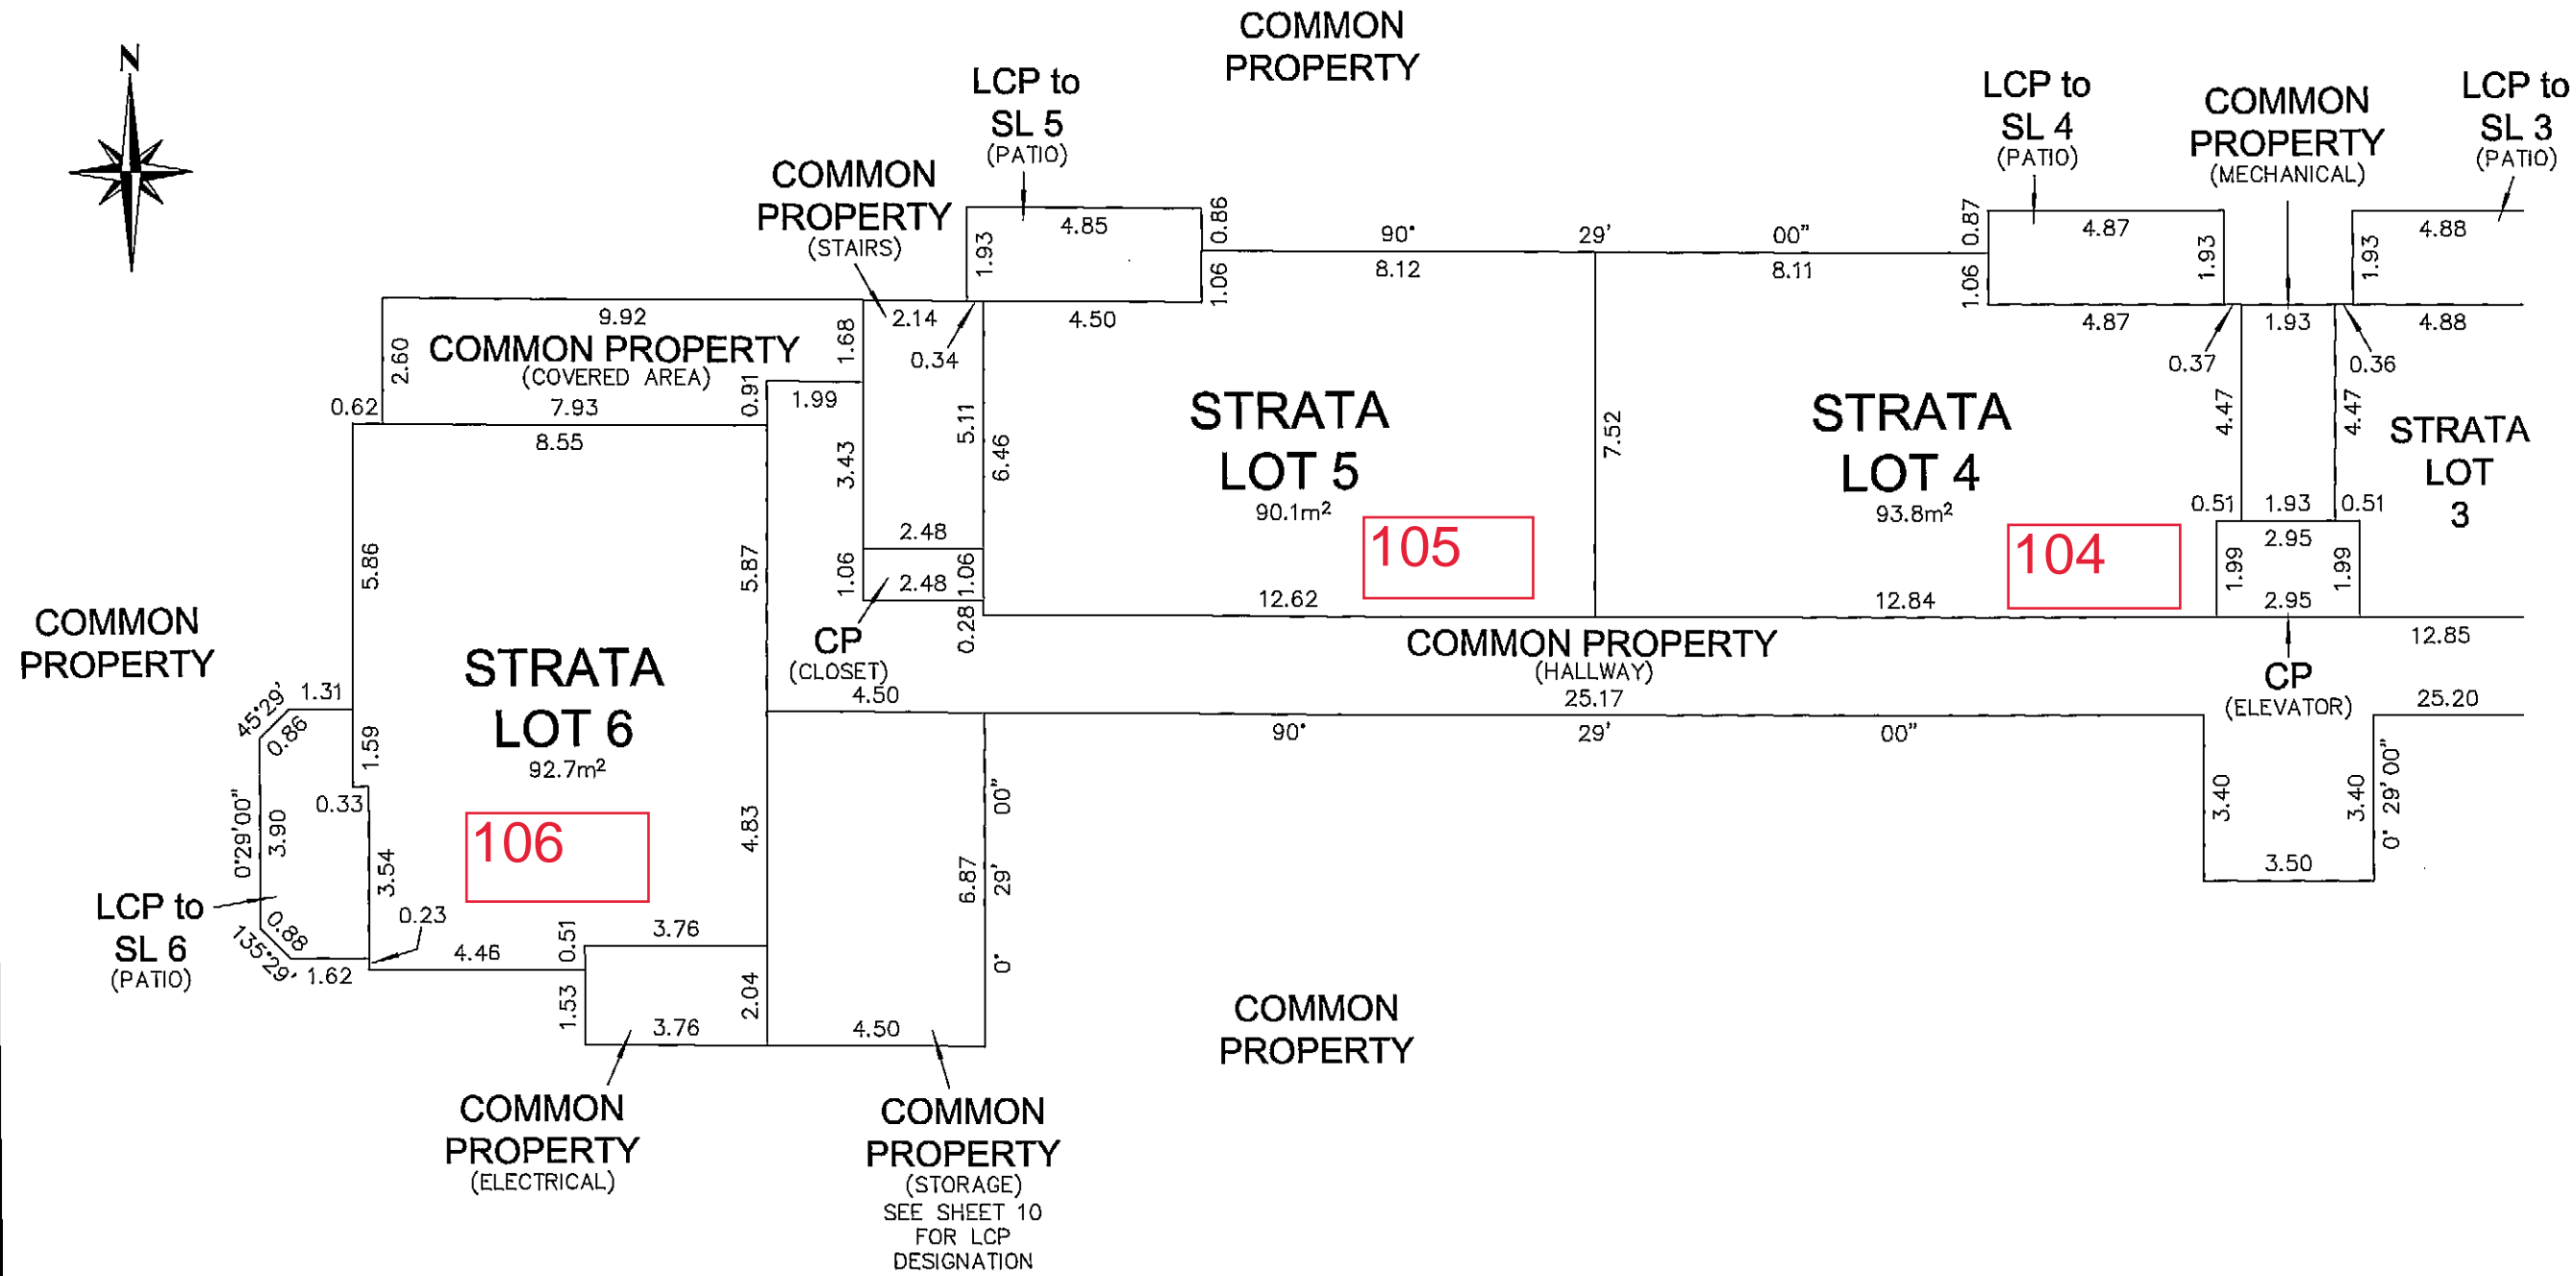 N
COMMON
PROPERTY
LCP to
SL 5
(PATIO)
LCP to
SL 4
(PATIO)
COMMON
PROPERTY
(MECHANICAL)
LCP to
SL 3
(PATIO)
COMMON
PROPERTY
(STAIRS)
4.85
1.93
0.86
1.06
90° 29' 00"
8.12
8.11
0.87
1.06
4.87
1.93
1.93
4.88
9.92
2.14
0.34
4.50
4.87
1.93
4.88
0.37
0.36
2.60
COMMON PROPERTY
(COVERED AREA)
1.68
0.62
7.93
0.91
1.99
8.55
5.11
6.46
3.43
STRATA
LOT 5
90.1m²
105
7.52
STRATA
LOT 4
93.8m²
104
4.47
4.47
STRATA
LOT
3
0.51
1.93
0.51
2.95
1.99
1.99
2.95
5.86
5.87
2.48
1.06
2.48
1.06
0.28
12.62
12.84
12.85
COMMON
PROPERTY
CP
(CLOSET)
COMMON PROPERTY
(HALLWAY)
CP
(ELEVATOR)
4.50
25.17
25.20
90° 29' 00"
STRATA
LOT 6
92.7m²
106
1.31
45°29'
0.86
1.59
0.33
0°29'00"
3.90
3.54
4.83
6.87
0° 29' 00"
3.40
3.40
0° 29' 00"
3.50
LCP to
SL 6
(PATIO)
0.88
135°29'
1.62
0.23
4.46
0.51
3.76
1.53
2.04
3.76
4.50
COMMON
PROPERTY
COMMON
PROPERTY
(ELECTRICAL)
COMMON
PROPERTY
(STORAGE)
SEE SHEET 10
FOR LCP
DESIGNATION